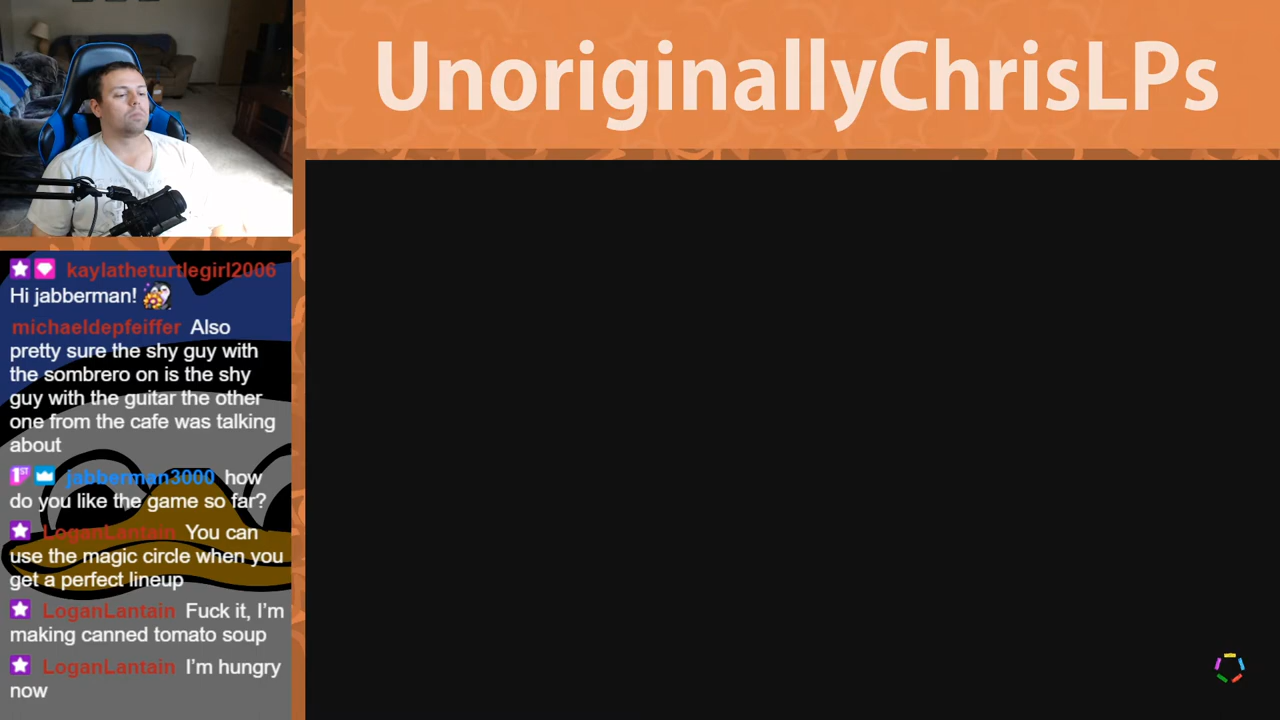 UnoriginallyChrisLPs
kaylatheturtlegirl2006
Hi jabberman!
michaeldepfeiffer Also
pretty sure the shy guy with
the sombrero on is the shy
guy with the guitar the other
one from the cafe was talking
about
1ST jabberman3000 how
do you like the game so far?
LoganLantain You can
use the magic circle when you
get a perfect lineup
LoganLantain Fuck it, I’m
making canned tomato soup
LoganLantain I’m hungry
now